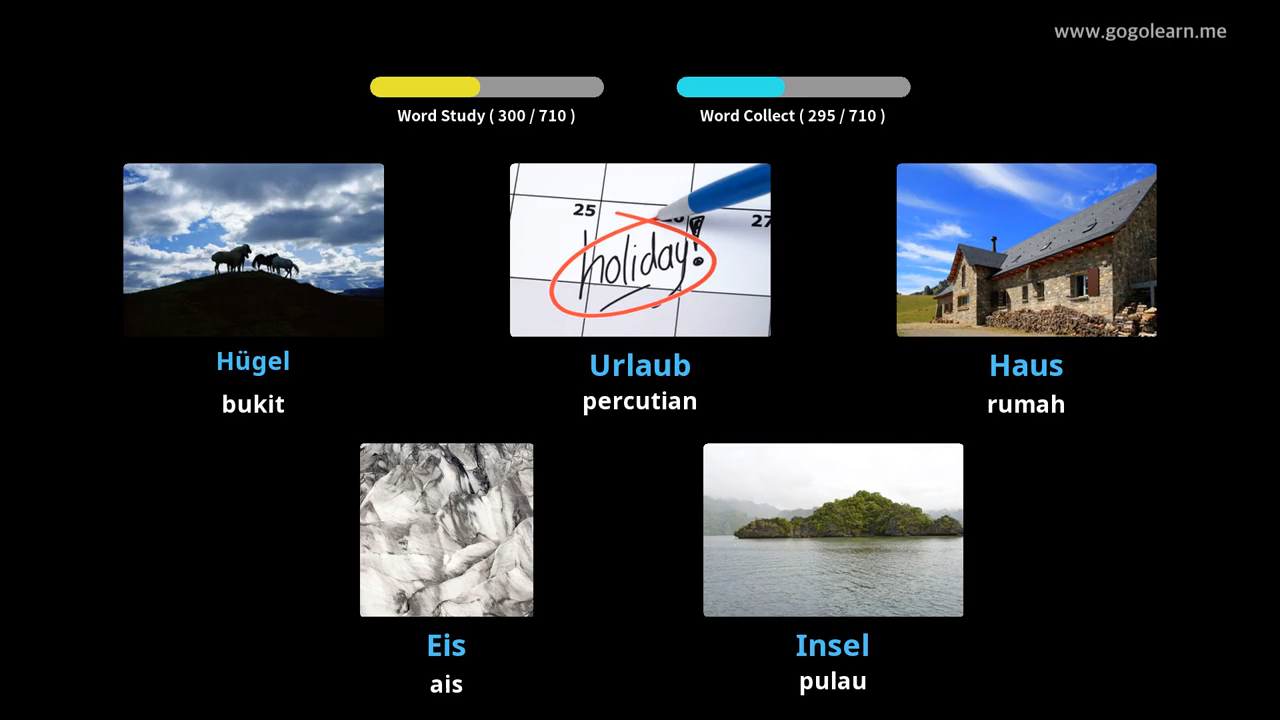 www.gogolearn.me
Word Study ( 300 / 710 )
Word Collect ( 295 / 710 )
25
27
holiday!
Hügel
Urlaub
Haus
bukit
percutian
rumah
Eis
Insel
ais
pulau